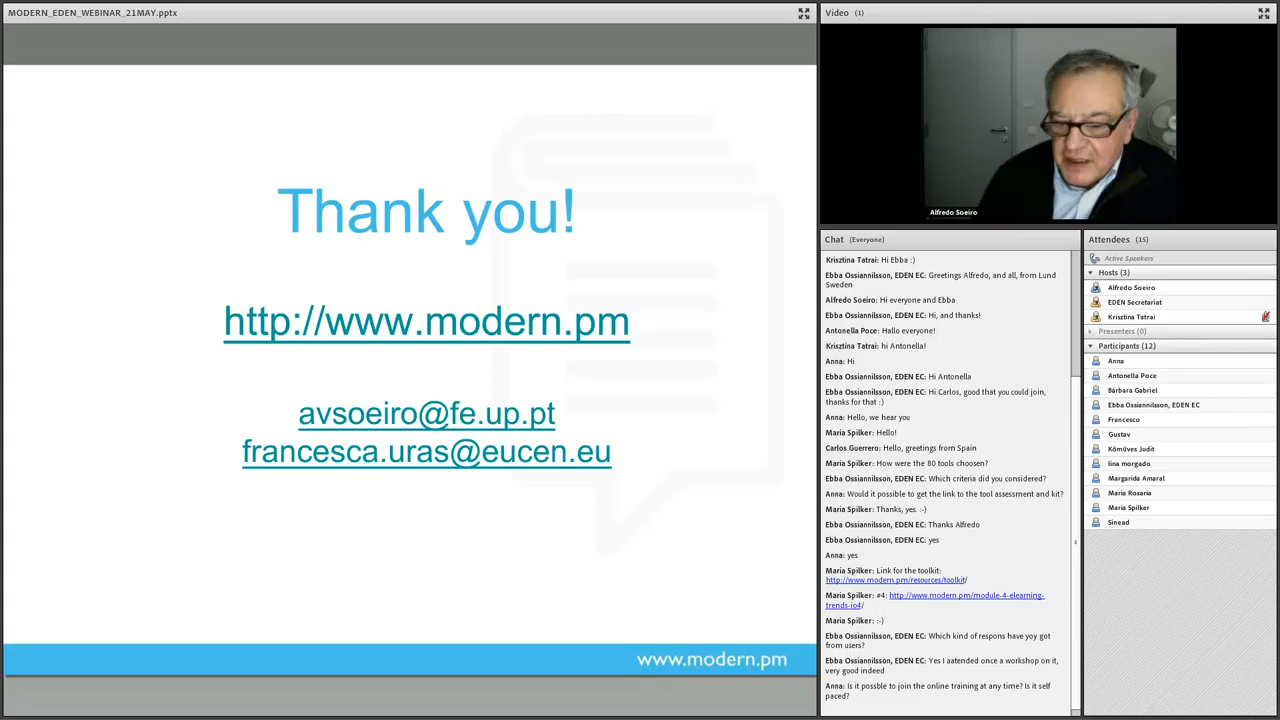 MODERN_EDEN_WEBINAR_21MAY.pptx
Thank you!
http://www.modern.pm
avsoeiro@fe.up.pt
francesca.uras@eucen.eu
www.modern.pm
Video (1)
Alfredo Soeiro
Chat (Everyone)
Krisztina Tatrai: Hi Ebba :)
Ebba Ossiannilsson, EDEN EC: Greetings Alfredo, and all, from Lund
Sweden
Alfredo Soeiro: Hi everyone and Ebba
Ebba Ossiannilsson, EDEN EC: Hi, and thanks!
Antonella Poce: Hallo everyone!
Krisztina Tatrai: hi Antonella!
Anna: Hi
Ebba Ossiannilsson, EDEN EC: Hi Antonella
Ebba Ossiannilsson, EDEN EC: Hi Carlos, good that you could join,
thanks for that :)
Anna: Hello, we hear you
Maria Spilker: Hello!
Carlos Guerrero: Hello, greetings from Spain
Maria Spilker: How were the 80 tools choosen?
Ebba Ossiannilsson, EDEN EC: Which criteria did you considered?
Anna: Would it possible to get the link to the tool assessment and kit?
Maria Spilker: Thanks, yes. :-)
Ebba Ossiannilsson, EDEN EC: Thanks Alfredo
Ebba Ossiannilsson, EDEN EC: yes
Anna: yes
Maria Spilker: Link for the toolkit:
http://www.modern.pm/resources/toolkit/
Maria Spilker: #4: http://www.modern.pm/module-4-elearning-
trends-io4/
Maria Spilker: :-)
Ebba Ossiannilsson, EDEN EC: Which kind of respons have yoy got
from users?
Ebba Ossiannilsson, EDEN EC: Yes I aatended once a workshop on it,
very good indeed
Anna: Is it possble to join the online training at any time? Is it self
paced?
Attendees (15)
Active Speakers
Hosts (3)
Alfredo Soeiro
EDEN Secretariat
Krisztina Tatrai
Presenters (0)
Participants (12)
Anna
Antonella Poce
Bárbara Gabriel
Ebba Ossiannilsson, EDEN EC
Francesco
Gustav
Kömüves Judit
lina morgado
Margarida Amaral
Maria Rosaria
Maria Spilker
Sinead